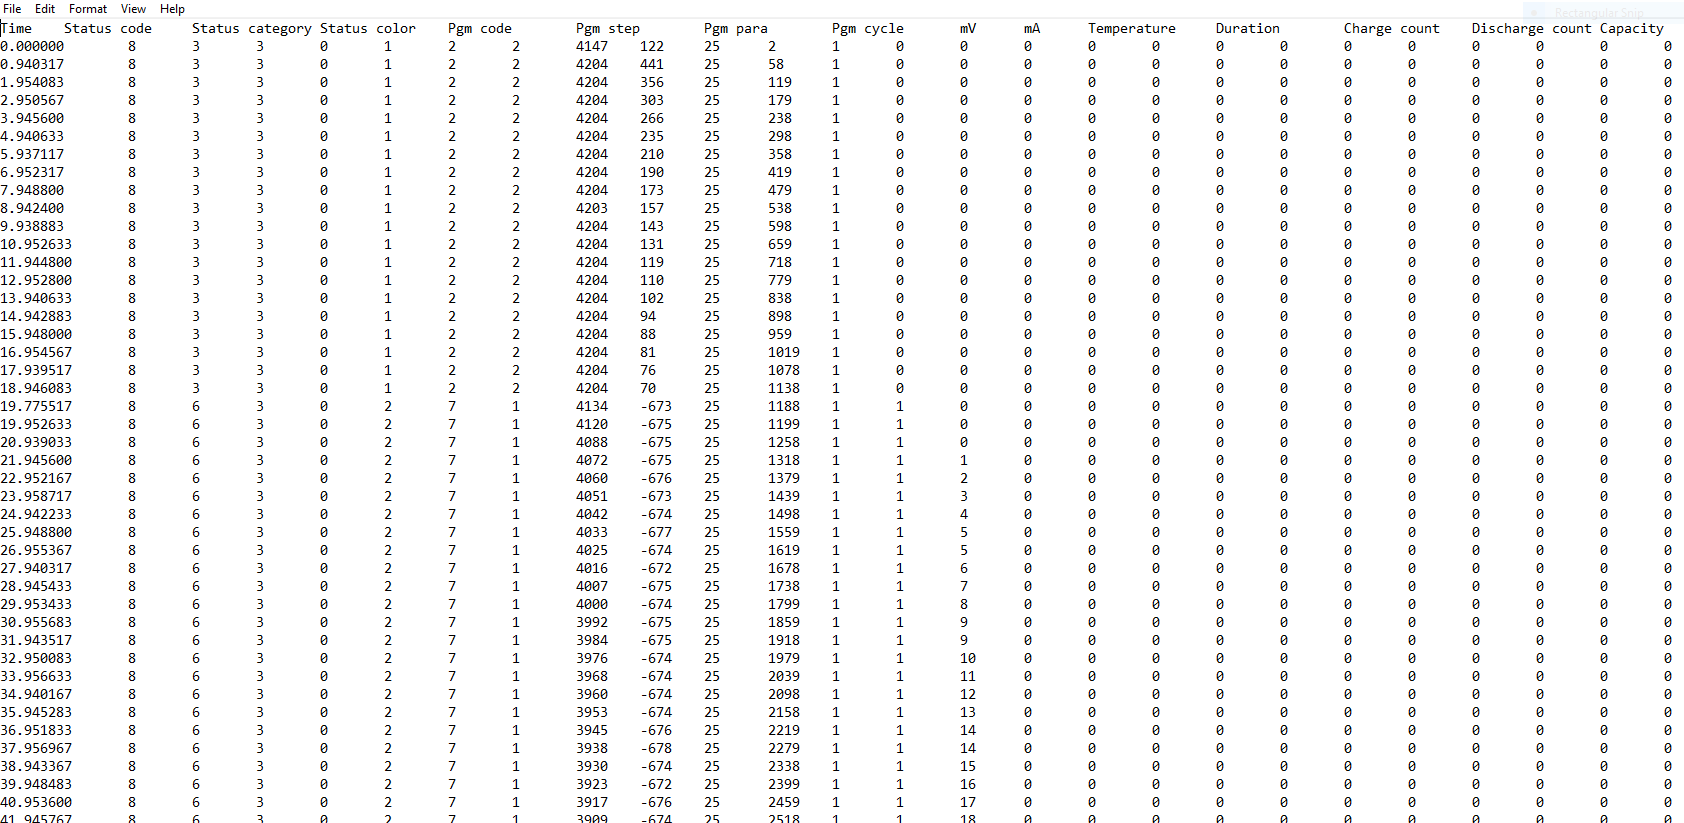 File Edit Format View Help
Rectangular Snip
Time Status code Status category Status color Pgm code Pgm step Pgm para Pgm cycle mV mA Temperature Duration Charge count Discharge count Capacity
0.000000 8 3 3 0 1 2 2 4147 122 25 2 1 0 0 0 0 0 0 0 0 0 0 0 0 0
0.940317 8 3 3 0 1 2 2 4204 441 25 58 1 0 0 0 0 0 0 0 0 0 0 0 0 0
1.954083 8 3 3 0 1 2 2 4204 356 25 119 1 0 0 0 0 0 0 0 0 0 0 0 0 0
2.950567 8 3 3 0 1 2 2 4204 303 25 179 1 0 0 0 0 0 0 0 0 0 0 0 0 0
3.945600 8 3 3 0 1 2 2 4204 266 25 238 1 0 0 0 0 0 0 0 0 0 0 0 0 0
4.940633 8 3 3 0 1 2 2 4204 235 25 298 1 0 0 0 0 0 0 0 0 0 0 0 0 0
5.937117 8 3 3 0 1 2 2 4204 210 25 358 1 0 0 0 0 0 0 0 0 0 0 0 0 0
6.952317 8 3 3 0 1 2 2 4204 190 25 419 1 0 0 0 0 0 0 0 0 0 0 0 0 0
7.948800 8 3 3 0 1 2 2 4204 173 25 479 1 0 0 0 0 0 0 0 0 0 0 0 0 0
8.942400 8 3 3 0 1 2 2 4203 157 25 538 1 0 0 0 0 0 0 0 0 0 0 0 0 0
9.938883 8 3 3 0 1 2 2 4204 143 25 598 1 0 0 0 0 0 0 0 0 0 0 0 0 0
10.952633 8 3 3 0 1 2 2 4204 131 25 659 1 0 0 0 0 0 0 0 0 0 0 0 0 0
11.944800 8 3 3 0 1 2 2 4204 119 25 718 1 0 0 0 0 0 0 0 0 0 0 0 0 0
12.952800 8 3 3 0 1 2 2 4204 110 25 779 1 0 0 0 0 0 0 0 0 0 0 0 0 0
13.940633 8 3 3 0 1 2 2 4204 102 25 838 1 0 0 0 0 0 0 0 0 0 0 0 0 0
14.942883 8 3 3 0 1 2 2 4204 94 25 898 1 0 0 0 0 0 0 0 0 0 0 0 0 0
15.948000 8 3 3 0 1 2 2 4204 88 25 959 1 0 0 0 0 0 0 0 0 0 0 0 0 0
16.954567 8 3 3 0 1 2 2 4204 81 25 1019 1 0 0 0 0 0 0 0 0 0 0 0 0 0
17.939517 8 3 3 0 1 2 2 4204 76 25 1078 1 0 0 0 0 0 0 0 0 0 0 0 0 0
18.946083 8 3 3 0 1 2 2 4204 70 25 1138 1 0 0 0 0 0 0 0 0 0 0 0 0 0
19.775517 8 6 3 0 2 7 1 4134 -673 25 1188 1 1 0 0 0 0 0 0 0 0 0 0 0 0
19.952633 8 6 3 0 2 7 1 4120 -675 25 1199 1 1 0 0 0 0 0 0 0 0 0 0 0 0
20.939033 8 6 3 0 2 7 1 4088 -675 25 1258 1 1 0 0 0 0 0 0 0 0 0 0 0 0
21.945600 8 6 3 0 2 7 1 4072 -675 25 1318 1 1 1 0 0 0 0 0 0 0 0 0 0 0
22.952167 8 6 3 0 2 7 1 4060 -676 25 1379 1 1 2 0 0 0 0 0 0 0 0 0 0 0
23.958717 8 6 3 0 2 7 1 4051 -673 25 1439 1 1 3 0 0 0 0 0 0 0 0 0 0 0
24.942233 8 6 3 0 2 7 1 4042 -674 25 1498 1 1 4 0 0 0 0 0 0 0 0 0 0 0
25.948800 8 6 3 0 2 7 1 4033 -677 25 1559 1 1 5 0 0 0 0 0 0 0 0 0 0 0
26.955367 8 6 3 0 2 7 1 4025 -674 25 1619 1 1 5 0 0 0 0 0 0 0 0 0 0 0
27.940317 8 6 3 0 2 7 1 4016 -672 25 1678 1 1 6 0 0 0 0 0 0 0 0 0 0 0
28.945433 8 6 3 0 2 7 1 4007 -675 25 1738 1 1 7 0 0 0 0 0 0 0 0 0 0 0
29.953433 8 6 3 0 2 7 1 4000 -674 25 1799 1 1 8 0 0 0 0 0 0 0 0 0 0 0
30.955683 8 6 3 0 2 7 1 3992 -675 25 1859 1 1 9 0 0 0 0 0 0 0 0 0 0 0
31.943517 8 6 3 0 2 7 1 3984 -675 25 1918 1 1 9 0 0 0 0 0 0 0 0 0 0 0
32.950083 8 6 3 0 2 7 1 3976 -674 25 1979 1 1 10 0 0 0 0 0 0 0 0 0 0 0
33.956633 8 6 3 0 2 7 1 3968 -674 25 2039 1 1 11 0 0 0 0 0 0 0 0 0 0 0
34.940167 8 6 3 0 2 7 1 3960 -674 25 2098 1 1 12 0 0 0 0 0 0 0 0 0 0 0
35.945283 8 6 3 0 2 7 1 3953 -674 25 2158 1 1 13 0 0 0 0 0 0 0 0 0 0 0
36.951833 8 6 3 0 2 7 1 3945 -676 25 2219 1 1 14 0 0 0 0 0 0 0 0 0 0 0
37.956967 8 6 3 0 2 7 1 3938 -678 25 2279 1 1 14 0 0 0 0 0 0 0 0 0 0 0
38.943367 8 6 3 0 2 7 1 3930 -674 25 2338 1 1 15 0 0 0 0 0 0 0 0 0 0 0
39.948483 8 6 3 0 2 7 1 3923 -672 25 2399 1 1 16 0 0 0 0 0 0 0 0 0 0 0
40.953600 8 6 3 0 2 7 1 3917 -676 25 2459 1 1 17 0 0 0 0 0 0 0 0 0 0 0
41.945767 8 6 3 0 2 7 1 3909 -674 25 2518 1 1 18 0 0 0 0 0 0 0 0 0 0 0